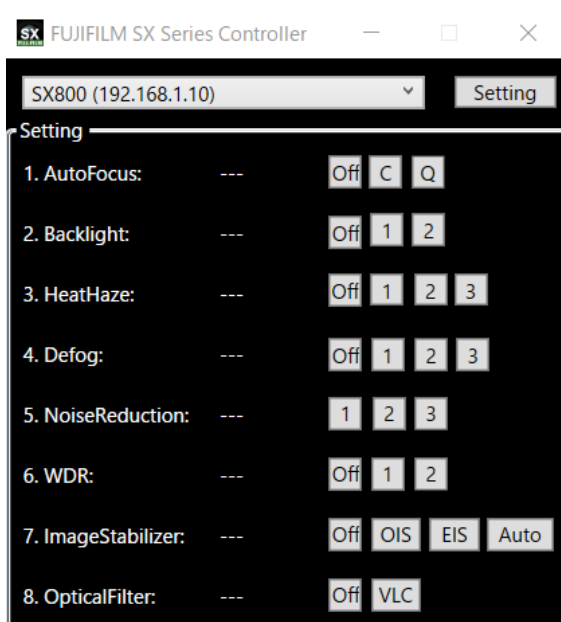 SX FUJIFILM SX Series Controller
SX800 (192.168.1.10) Setting
Setting
1. AutoFocus: --- Off C Q
2. Backlight: --- Off 1 2
3. HeatHaze: --- Off 1 2 3
4. Defog: --- Off 1 2 3
5. NoiseReduction: --- 1 2 3
6. WDR: --- Off 1 2
7. ImageStabilizer: --- Off OIS EIS Auto
8. OpticalFilter: --- Off VLC